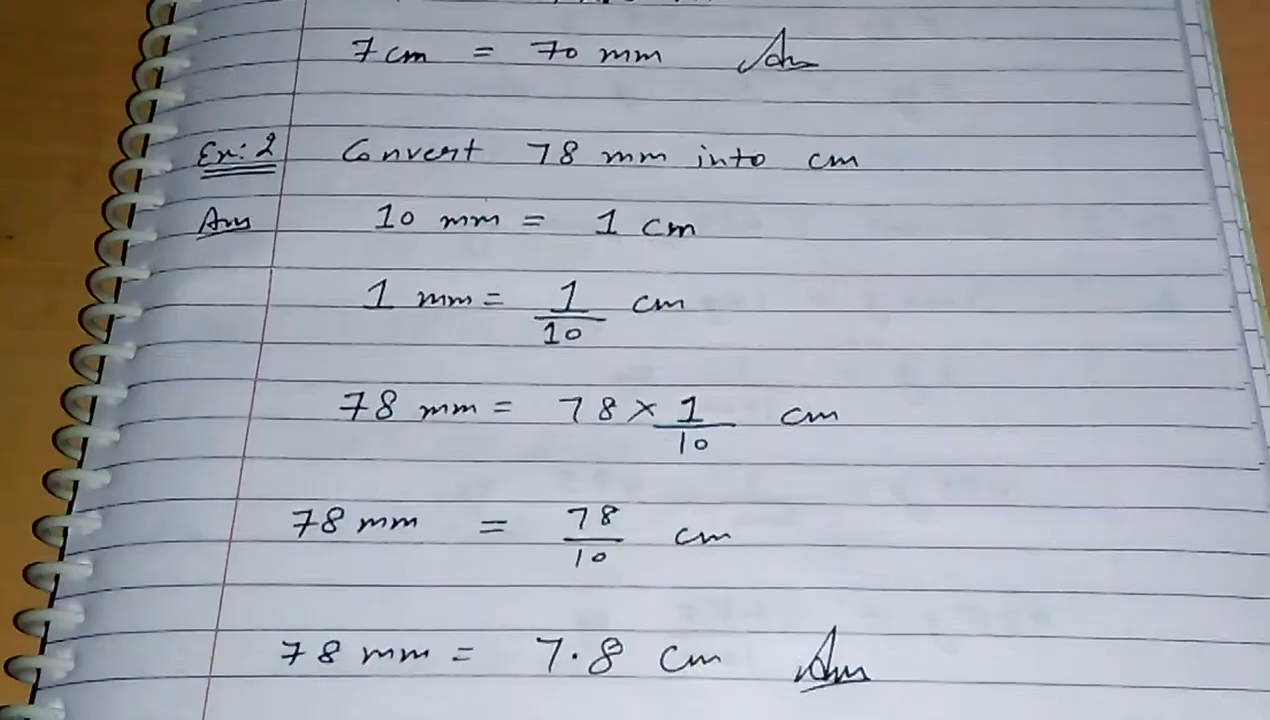 7 cm = 70 mm Ans
Ex: 2 Convert 78 mm into cm
Ans 10 mm = 1 cm
1 mm = 1/10 cm
78 mm = 78 × 1/10 cm
78 mm = 78/10 cm
78 mm = 7.8 cm Ans